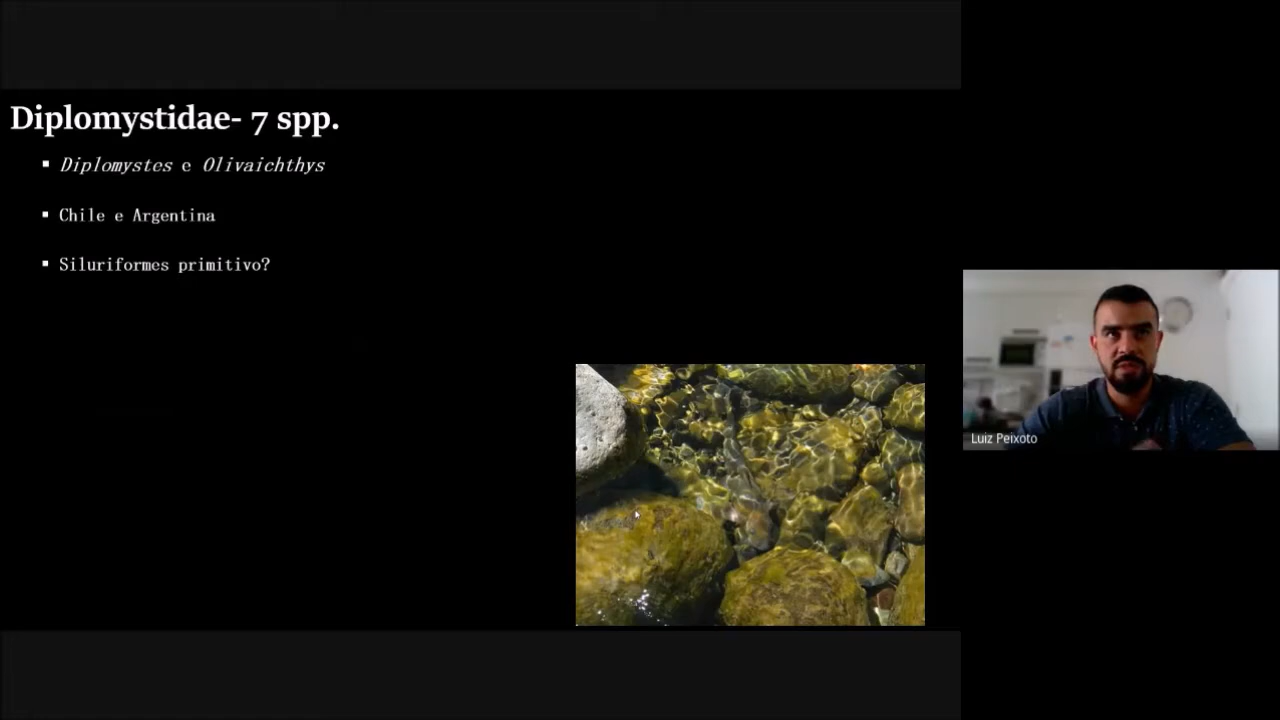 Diplomystidae- 7 spp.
▪ Diplomystes e Olivaichthys
▪ Chile e Argentina
▪ Siluriformes primitivo?
Luiz Peixoto